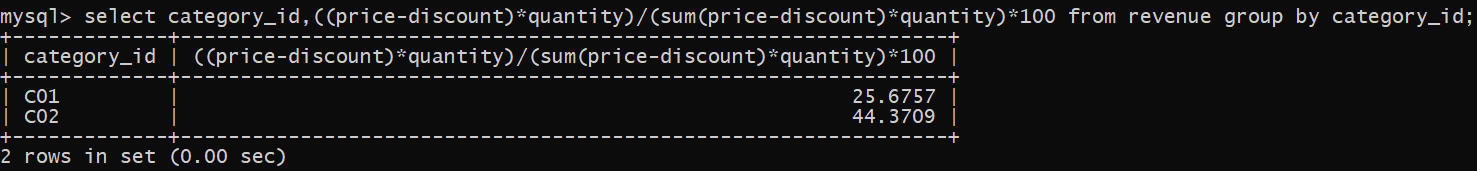 mysql> select category_id,((price-discount)*quantity)/(sum(price-discount)*quantity)*100 from revenue group by category_id;
+-------------+----------------------------------------------------------------+
| category_id | ((price-discount)*quantity)/(sum(price-discount)*quantity)*100 |
+-------------+----------------------------------------------------------------+
| C01         |                                                        25.6757 |
| C02         |                                                        44.3709 |
+-------------+----------------------------------------------------------------+
2 rows in set (0.00 sec)